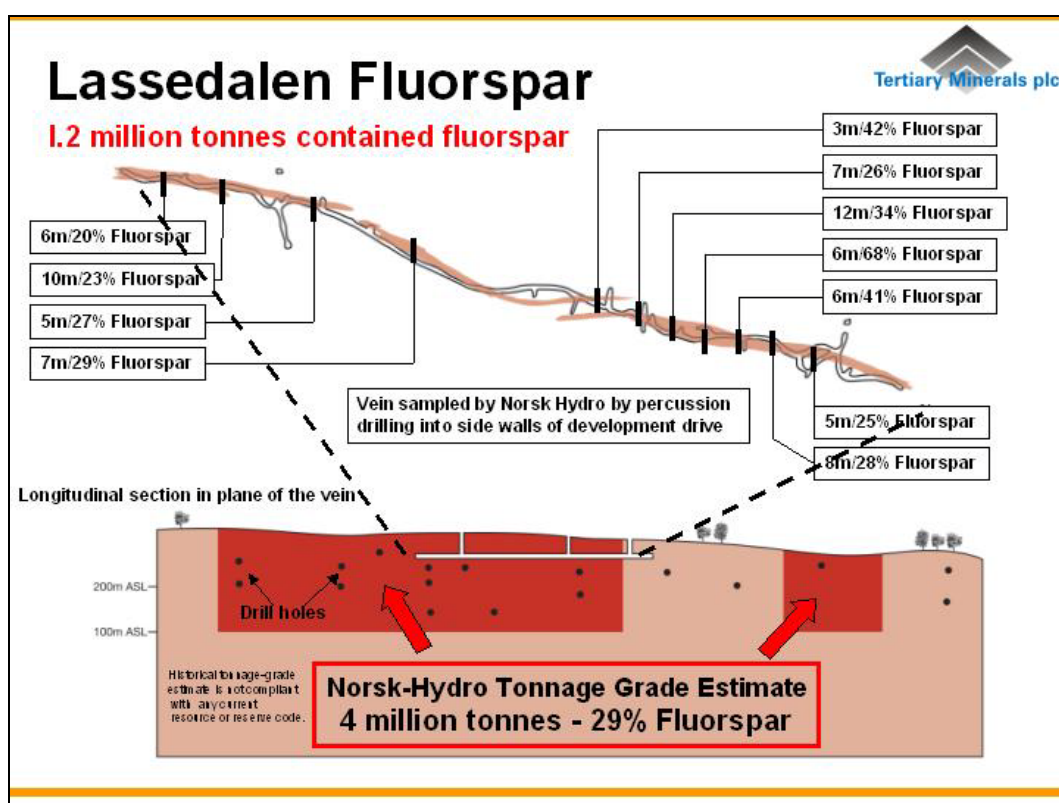 Lassedalen Fluorspar
Tertiary Minerals plc
I.2 million tonnes contained fluorspar
3m/42% Fluorspar
7m/26% Fluorspar
12m/34% Fluorspar
6m/68% Fluorspar
6m/41% Fluorspar
6m/20% Fluorspar
10m/23% Fluorspar
5m/27% Fluorspar
7m/29% Fluorspar
Vein sampled by Norsk Hydro by percussion
drilling into side walls of development drive
5m/25% Fluorspar
8m/28% Fluorspar
Longitudinal section in plane of the vein
200m ASL
Drill holes
100m ASL
Historical tonnage-grade
estimate is not compliant
with any current
resource or reserve code.
Norsk-Hydro Tonnage Grade Estimate
4 million tonnes - 29% Fluorspar